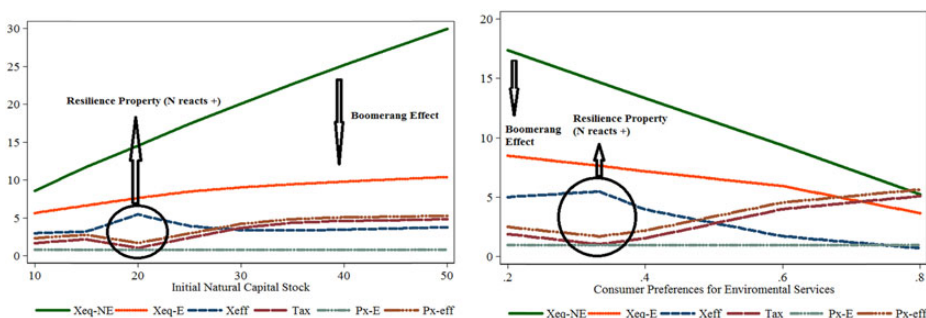 30
25
20
15
10
5
0
Resilience Property (N reacts +)
Boomerang Effect
10 20 30 40 50
Initial Natural Capital Stock
Xeq-NE Xeq-E Xeff Tax Px-E Px-eff
20
15
10
5
0
Boomerang
Effect
Resilience Property
(N reacts +)
.2 .4 .6 .8
Consumer Preferences for Enviromental Services
Xeq-NE Xeq-E Xeff Tax Px-E Px-eff